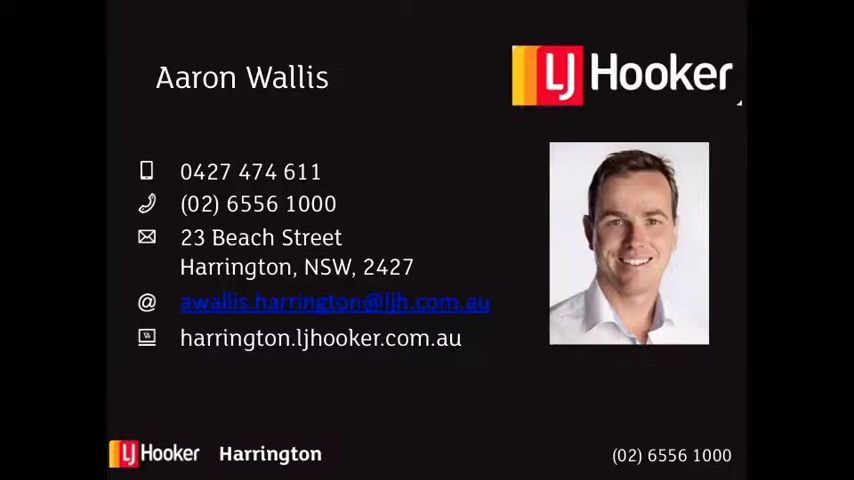 Aaron Wallis
LJ Hooker
0427 474 611
(02) 6556 1000
23 Beach Street
Harrington, NSW, 2427
@ awallis.harrington@ljh.com.au
harrington.ljhooker.com.au
LJ Hooker Harrington (02) 6556 1000